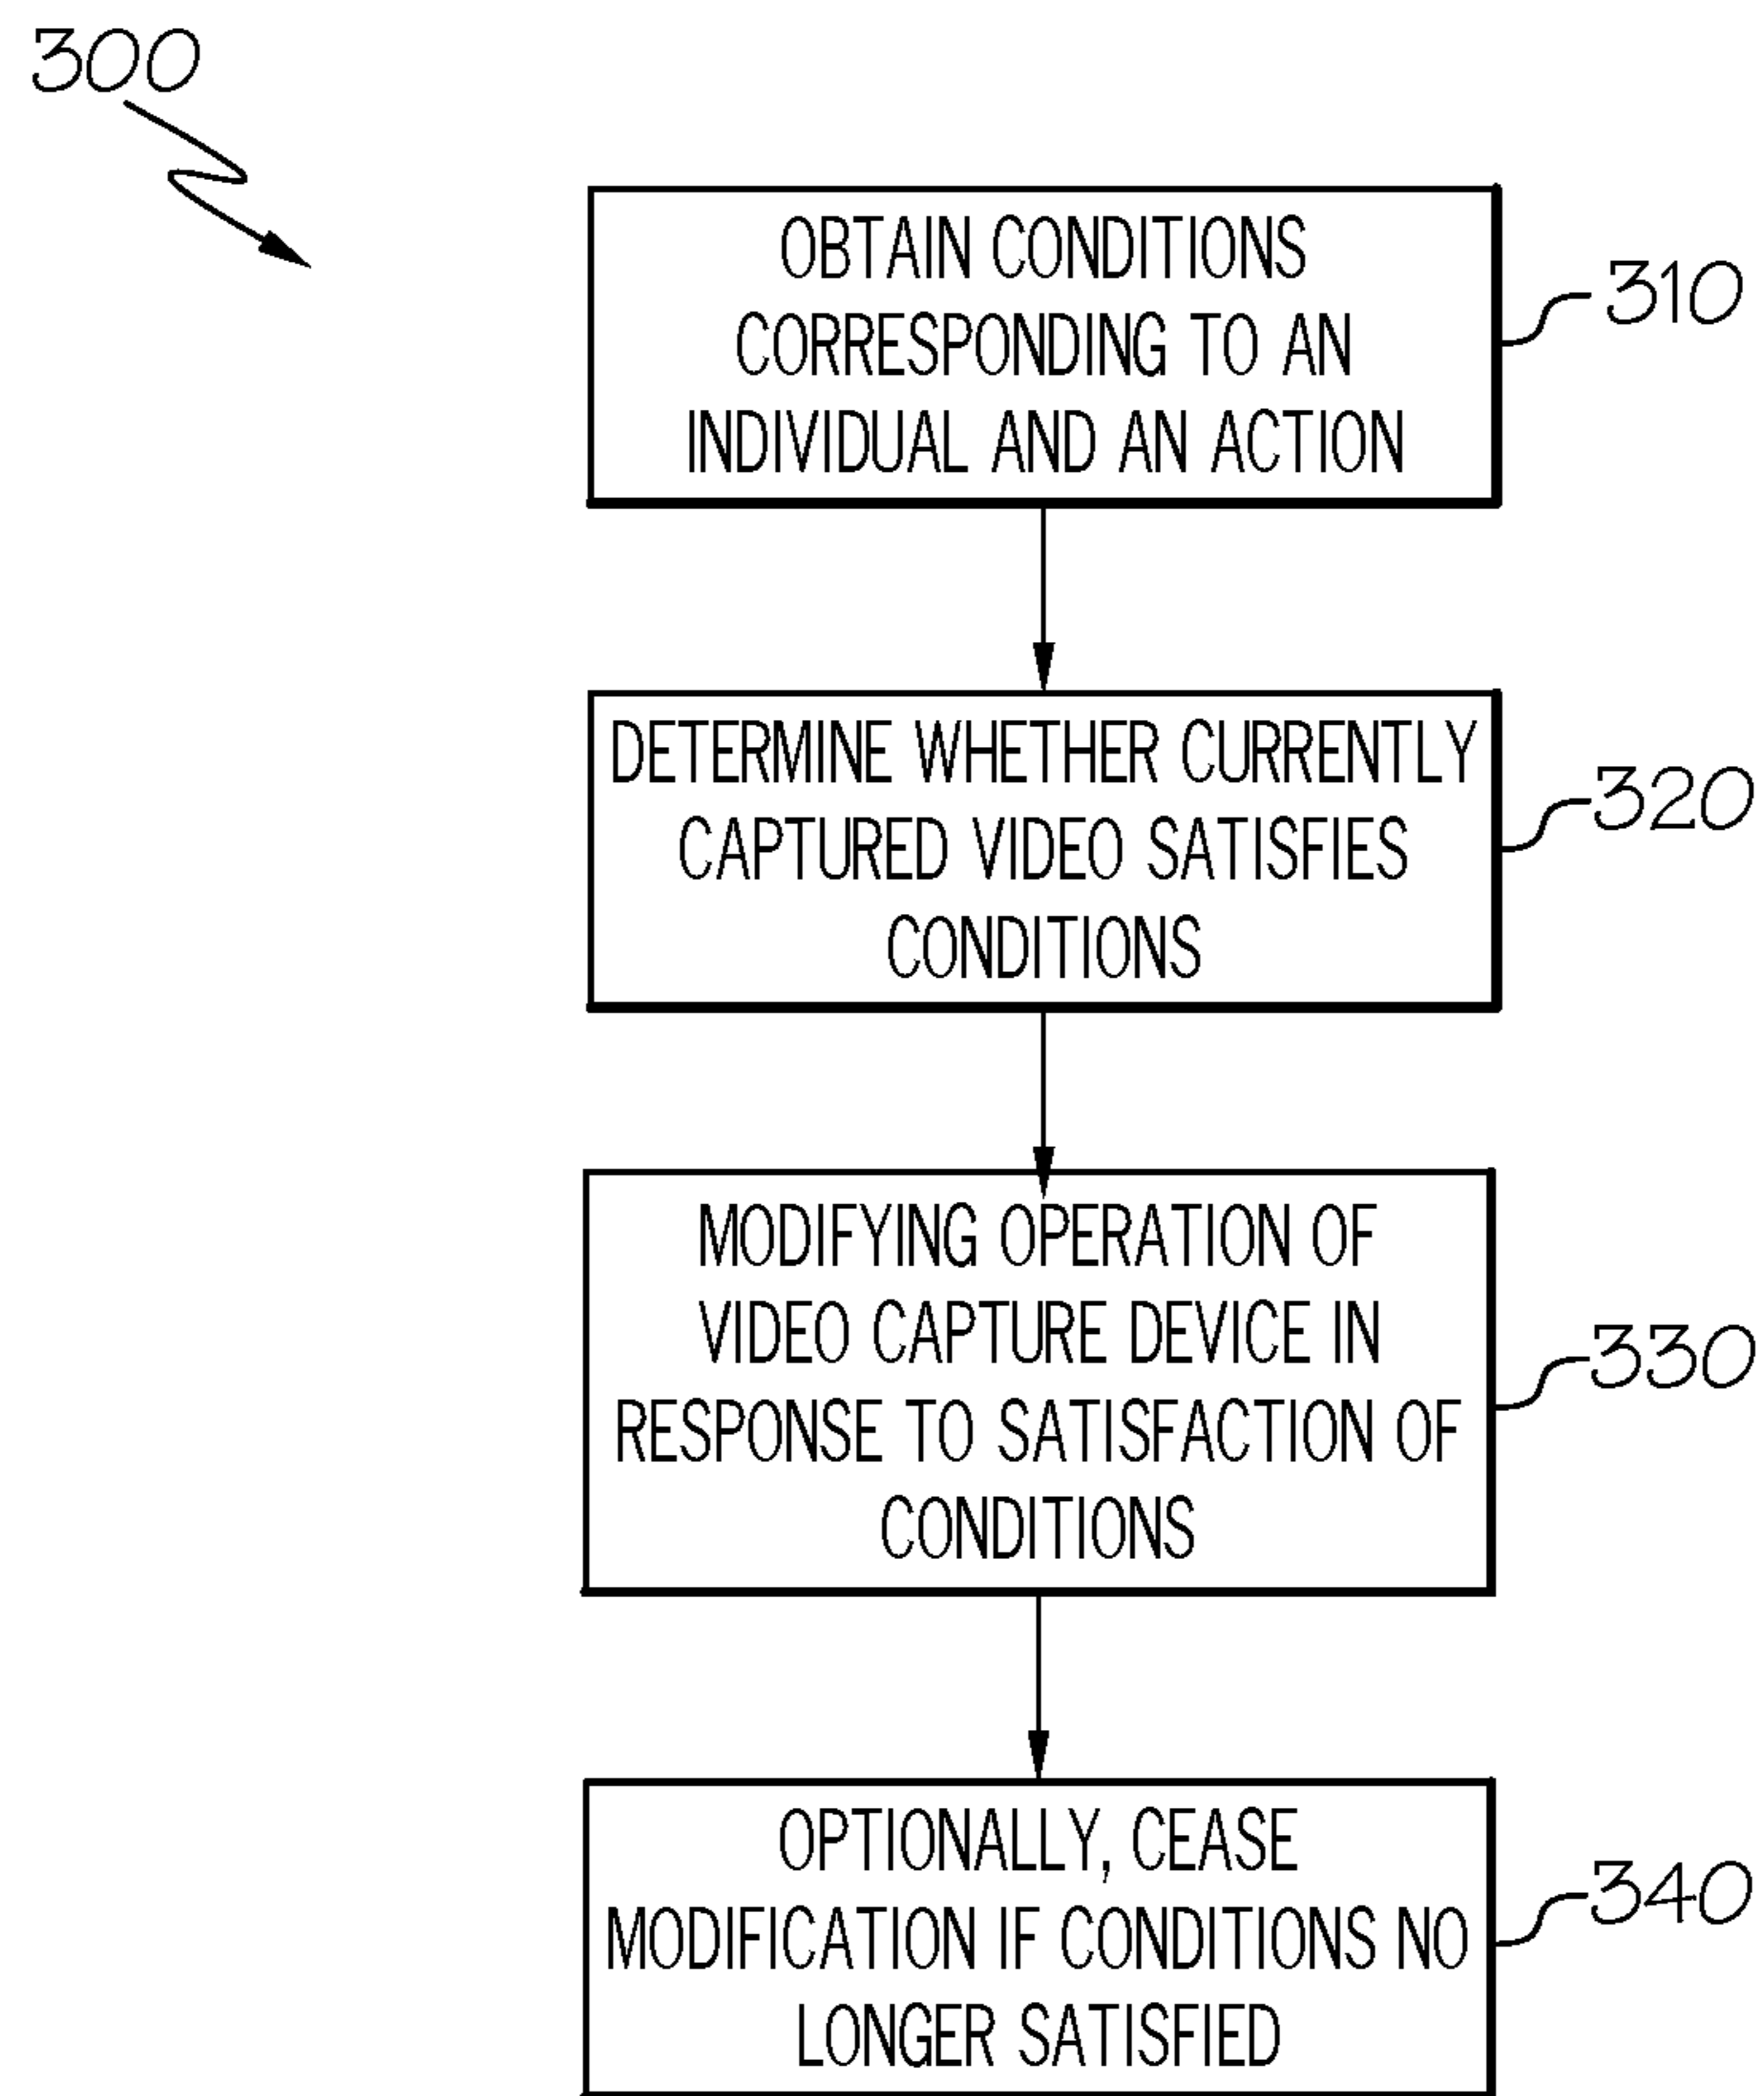 300
OBTAIN CONDITIONS
CORRESPONDING TO AN
INDIVIDUAL AND AN ACTION
310
DETERMINE WHETHER CURRENTLY
CAPTURED VIDEO SATISFIES
CONDITIONS
320
MODIFYING OPERATION OF
VIDEO CAPTURE DEVICE IN
RESPONSE TO SATISFACTION OF
CONDITIONS
330
OPTIONALLY, CEASE
MODIFICATION IF CONDITIONS NO
LONGER SATISFIED
340